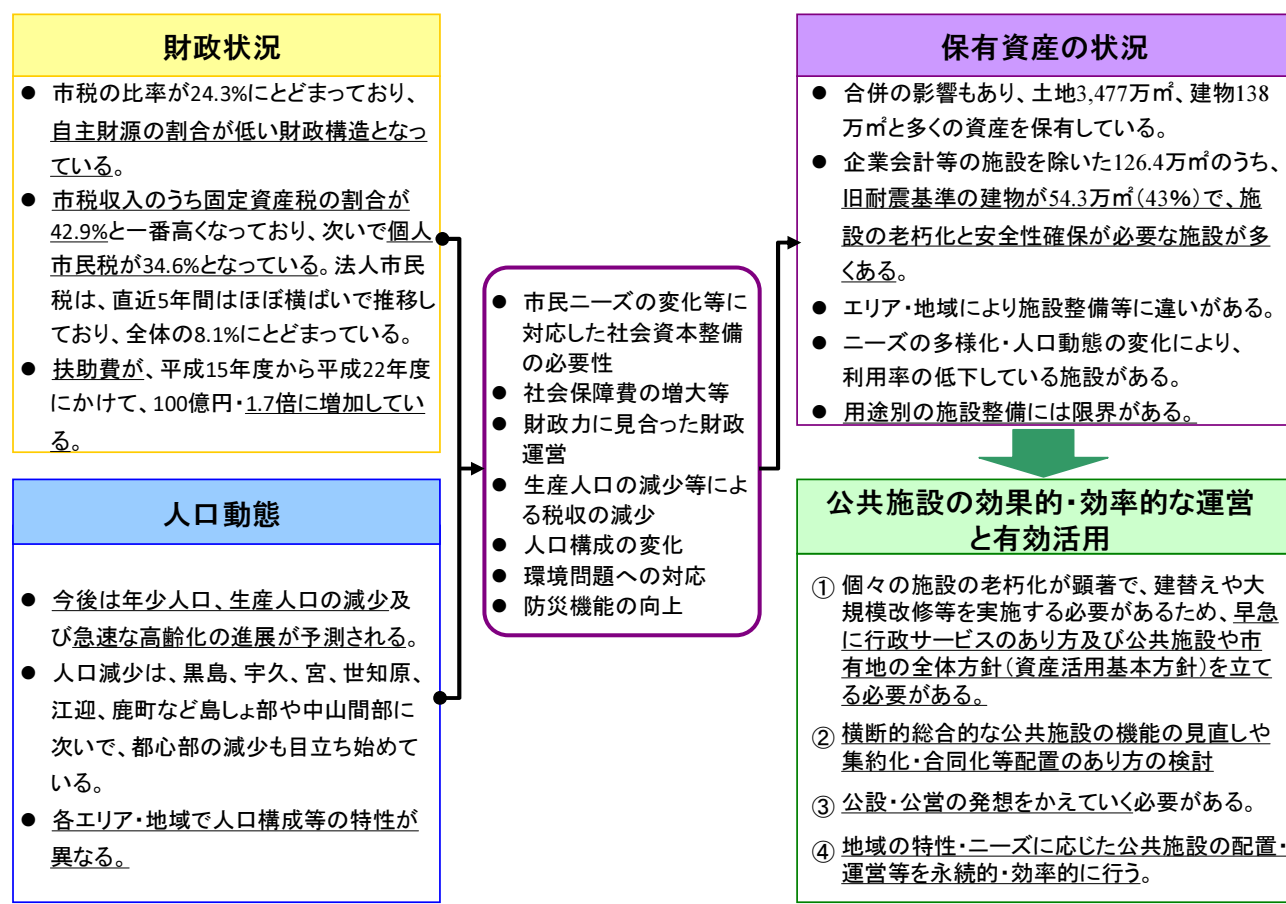 財政状況
● 市税の比率が24.3%にとどまっており、
自主財源の割合が低い財政構造となっ
ている。
● 市税収入のうち固定資産税の割合が
42.9%と一番高くなっており、次いで個人
市民税が34.6%となっている。法人市民
税は、直近5年間はほぼ横ばいで推移し
ており、全体の8.1%にとどまっている。
● 扶助費が、平成15年度から平成22年度
にかけて、100億円・1.7倍に増加してい
る。
人口動態
● 今後は年少人口、生産人口の減少及
び急速な高齢化の進展が予測される。
● 人口減少は、黒島、宇久、宮、世知原、
江迎、鹿町など島しょ部や中山間部に
次いで、都心部の減少も目立ち始めて
いる。
● 各エリア・地域で人口構成等の特性が
異なる。
● 市民ニーズの変化等に
対応した社会資本整備
の必要性
● 社会保障費の増大等
● 財政力に見合った財政
運営
● 生産人口の減少等によ
る税収の減少
● 人口構成の変化
● 環境問題への対応
● 防災機能の向上
保有資産の状況
● 合併の影響もあり、土地3,477万㎡、建物138
万㎡と多くの資産を保有している。
● 企業会計等の施設を除いた126.4万㎡のうち、
旧耐震基準の建物が54.3万㎡(43%)で、施
設の老朽化と安全性確保が必要な施設が多
くある。
● エリア・地域により施設整備等に違いがある。
● ニーズの多様化・人口動態の変化により、
利用率の低下している施設がある。
● 用途別の施設整備には限界がある。
公共施設の効果的・効率的な運営
と有効活用
① 個々の施設の老朽化が顕著で、建替えや大
規模改修等を実施する必要があるため、早急
に行政サービスのあり方及び公共施設や市
有地の全体方針(資産活用基本方針)を立て
る必要がある。
② 横断的総合的な公共施設の機能の見直しや
集約化・合同化等配置のあり方の検討
③ 公設・公営の発想をかえていく必要がある。
④ 地域の特性・ニーズに応じた公共施設の配置・
運営等を永続的・効率的に行う。